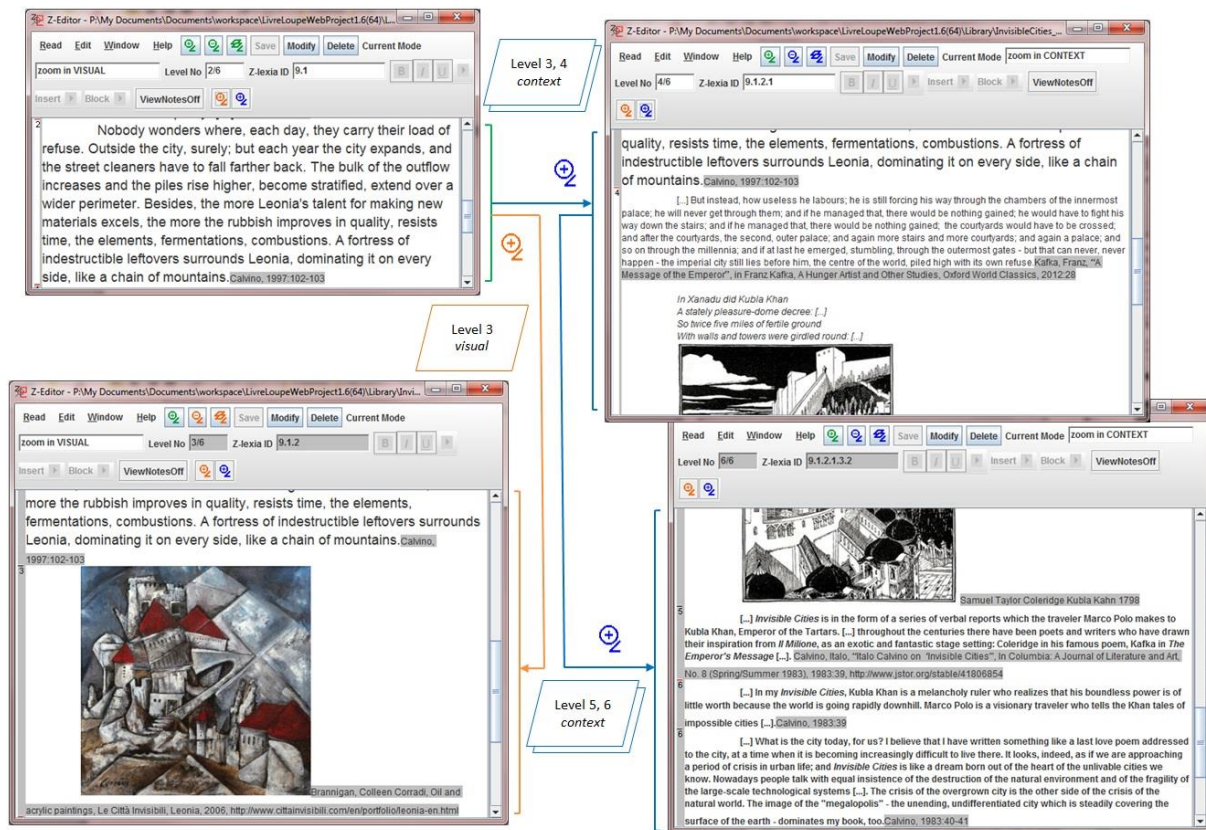 Z-Editor - P:\My Documents\Documents\workspace\LivreLoupeWebProject1.6(64)\L...
Read Edit Window Help Save Modify Delete Current Mode
zoom in VISUAL Level No 2/6 Z-lexia ID 9.1 B I U
Insert Block ViewNotesOff
2
Nobody wonders where, each day, they carry their load of
refuse. Outside the city, surely; but each year the city expands, and
the street cleaners have to fall farther back. The bulk of the outflow
increases and the piles rise higher, become stratified, extend over a
wider perimeter. Besides, the more Leonia's talent for making new
materials excels, the more the rubbish improves in quality, resists
time, the elements, fermentations, combustions. A fortress of
indestructible leftovers surrounds Leonia, dominating it on every
side, like a chain of mountains.Calvino, 1997:102-103
Level 3, 4
context
Z-Editor - P:\My Documents\Documents\workspace\LivreLoupeWebProject1.6(64)\Library\InvisibleCities_...
Read Edit Window Help Save Modify Delete Current Mode zoom in CONTEXT
Level No 4/6 Z-lexia ID 9.1.2.1 B I U Insert Block ViewNotesOff
quality, resists time, the elements, fermentations, combustions. A fortress of
indestructible leftovers surrounds Leonia, dominating it on every side, like a chain
of mountains.Calvino, 1997:102-103
4
[...] But instead, how useless he labours; he is still forcing his way through the chambers of the innermost
palace; he will never get through them; and if he managed that, there would be nothing gained; he would have to fight his
way down the stairs; and if he managed that, there would be nothing gained; the courtyards would have to be crossed;
and after the courtyards, the second, outer palace; and again more stairs and more courtyards; and again a palace; and
so on through the millennia; and if at last he emerged, stumbling, through the outermost gates - but that can never, never
happen - the imperial city still lies before him, the centre of the world, piled high with its own refuse.Kafka, Franz, "A
Message of the Emperor", in Franz Kafka, A Hunger Artist and Other Studies, Oxford World Classics, 2012:28
In Xanadu did Kubla Khan
A stately pleasure-dome decree: [...]
So twice five miles of fertile ground
With walls and towers were girdled round: [...]
Level 3
visual
Z-Editor - P:\My Documents\Documents\workspace\LivreLoupeWebProject1.6(64)\Library\Invi...
Read Edit Window Help Save Modify Delete Current Mode
zoom in VISUAL Level No 3/6 Z-lexia ID 9.1.2 B I U
Insert Block ViewNotesOff
more the rubbish improves in quality, resists time, the elements,
fermentations, combustions. A fortress of indestructible leftovers surrounds
Leonia, dominating it on every side, like a chain of mountains.Calvino,
1997:102-103
3
Brannigan, Colleen Corradi, Oil and
acrylic paintings, Le Città Invisibili, Leonia, 2006, http://www.cittainvisibili.com/en/portfolio/leonia-en.html
Level 5, 6
context
Read Edit Window Help Save Modify Delete Current Mode zoom in CONTEXT
Level No 6/6 Z-lexia ID 9.1.2.1.3.2 B I U Insert Block ViewNotesOff
Samuel Taylor Coleridge Kubla Kahn 1798
5
[...] Invisible Cities is in the form of a series of verbal reports which the traveler Marco Polo makes to
Kubla Khan, Emperor of the Tartars. [...] throughout the centuries there have been poets and writers who have drawn
their inspiration from Il Milione, as an exotic and fantastic stage setting: Coleridge in his famous poem, Kafka in The
Emperor's Message [...]. Calvino, Italo, "Italo Calvino on 'Invisible Cities'", In Columbia: A Journal of Literature and Art,
No. 8 (Spring/Summer 1983), 1983:39, http://www.jstor.org/stable/41806854
6
[...] In my Invisible Cities, Kubla Khan is a melancholy ruler who realizes that his boundless power is of
little worth because the world is going rapidly downhill. Marco Polo is a visionary traveler who tells the Khan tales of
impossible cities [...].Calvino, 1983:39
6
[...] What is the city today, for us? I believe that I have written something like a last love poem addressed
to the city, at a time when it is becoming increasingly difficult to live there. It looks, indeed, as if we are approaching
a period of crisis in urban life; and Invisible Cities is like a dream born out of the heart of the unlivable cities we
know. Nowadays people talk with equal insistence of the destruction of the natural environment and of the fragility of
the large-scale technological systems [...]. The crisis of the overgrown city is the other side of the crisis of the
natural world. The image of the "megalopolis" - the unending, undifferentiated city which is steadily covering the
surface of the earth - dominates my book, too.Calvino, 1983:40-41